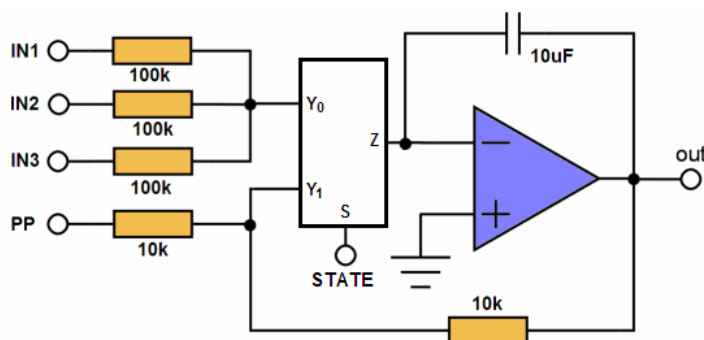 IN1
100k
IN2
100k
IN3
100k
PP
10k
Y0
Y1
Z
S
STATE
10uF
−
+
out
10k